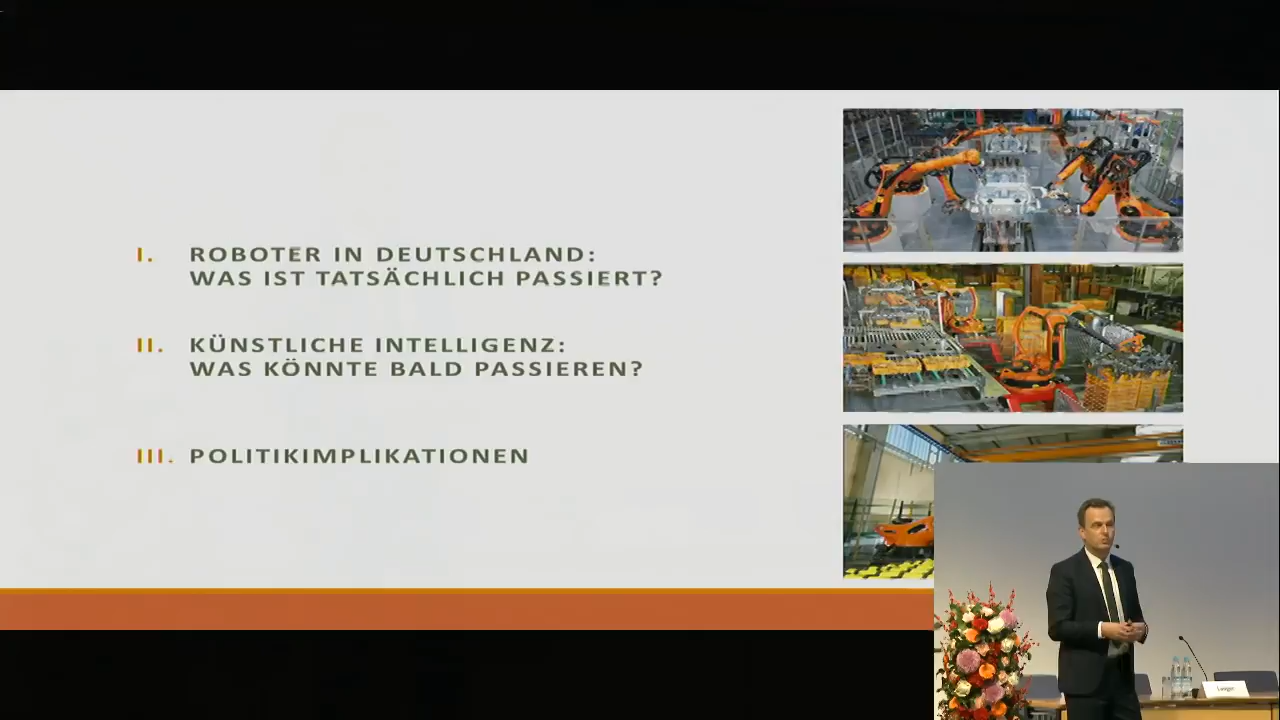 I. ROBOTER IN DEUTSCHLAND:
WAS IST TATSÄCHLICH PASSIERT?
II. KÜNSTLICHE INTELLIGENZ:
WAS KÖNNTE BALD PASSIEREN?
III. POLITIKIMPLIKATIONEN